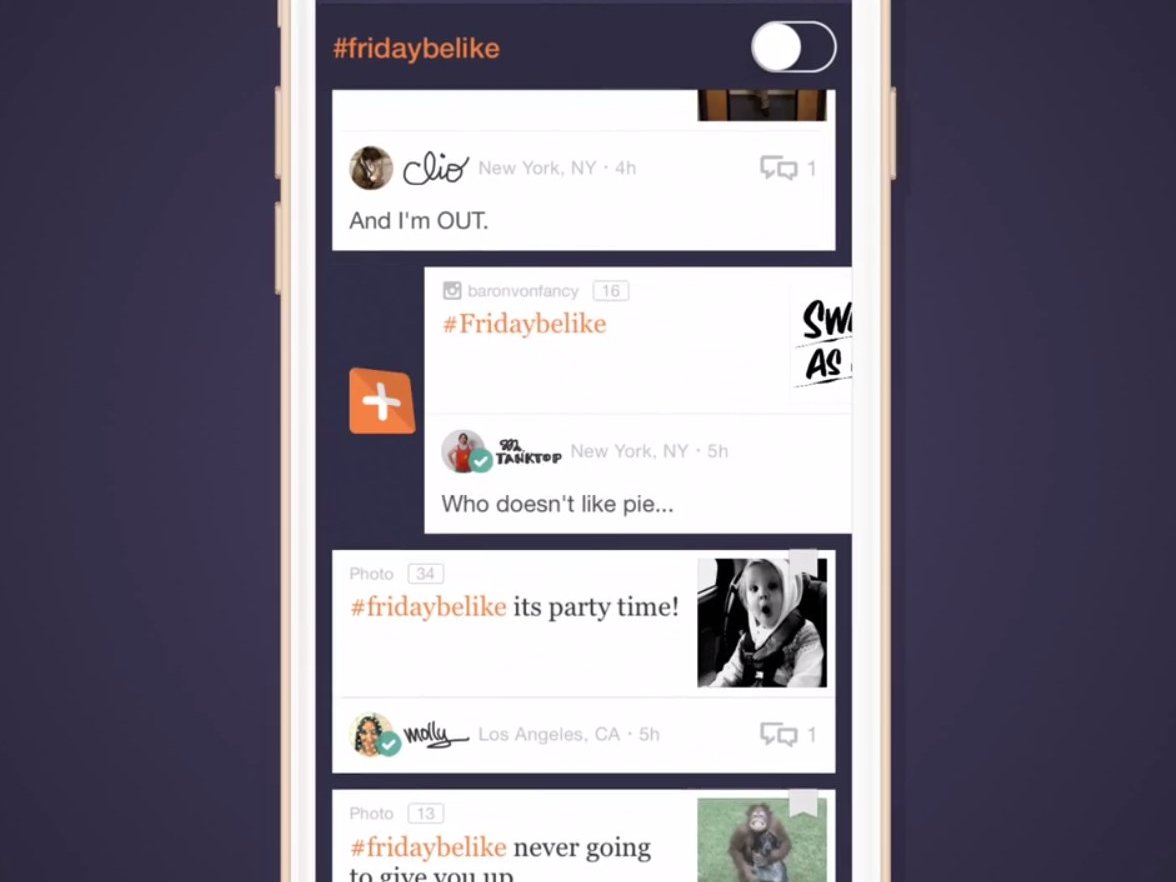 #fridaybelike
clio New York, NY · 4h 1
And I'm OUT.
baronvonfancy 16
#Fridaybelike
AS
TANKTOP New York, NY · 5h
Who doesn't like pie...
Photo 34
#fridaybelike its party time!
molly Los Angeles, CA · 5h 1
Photo 13
#fridaybelike never going
to give you up